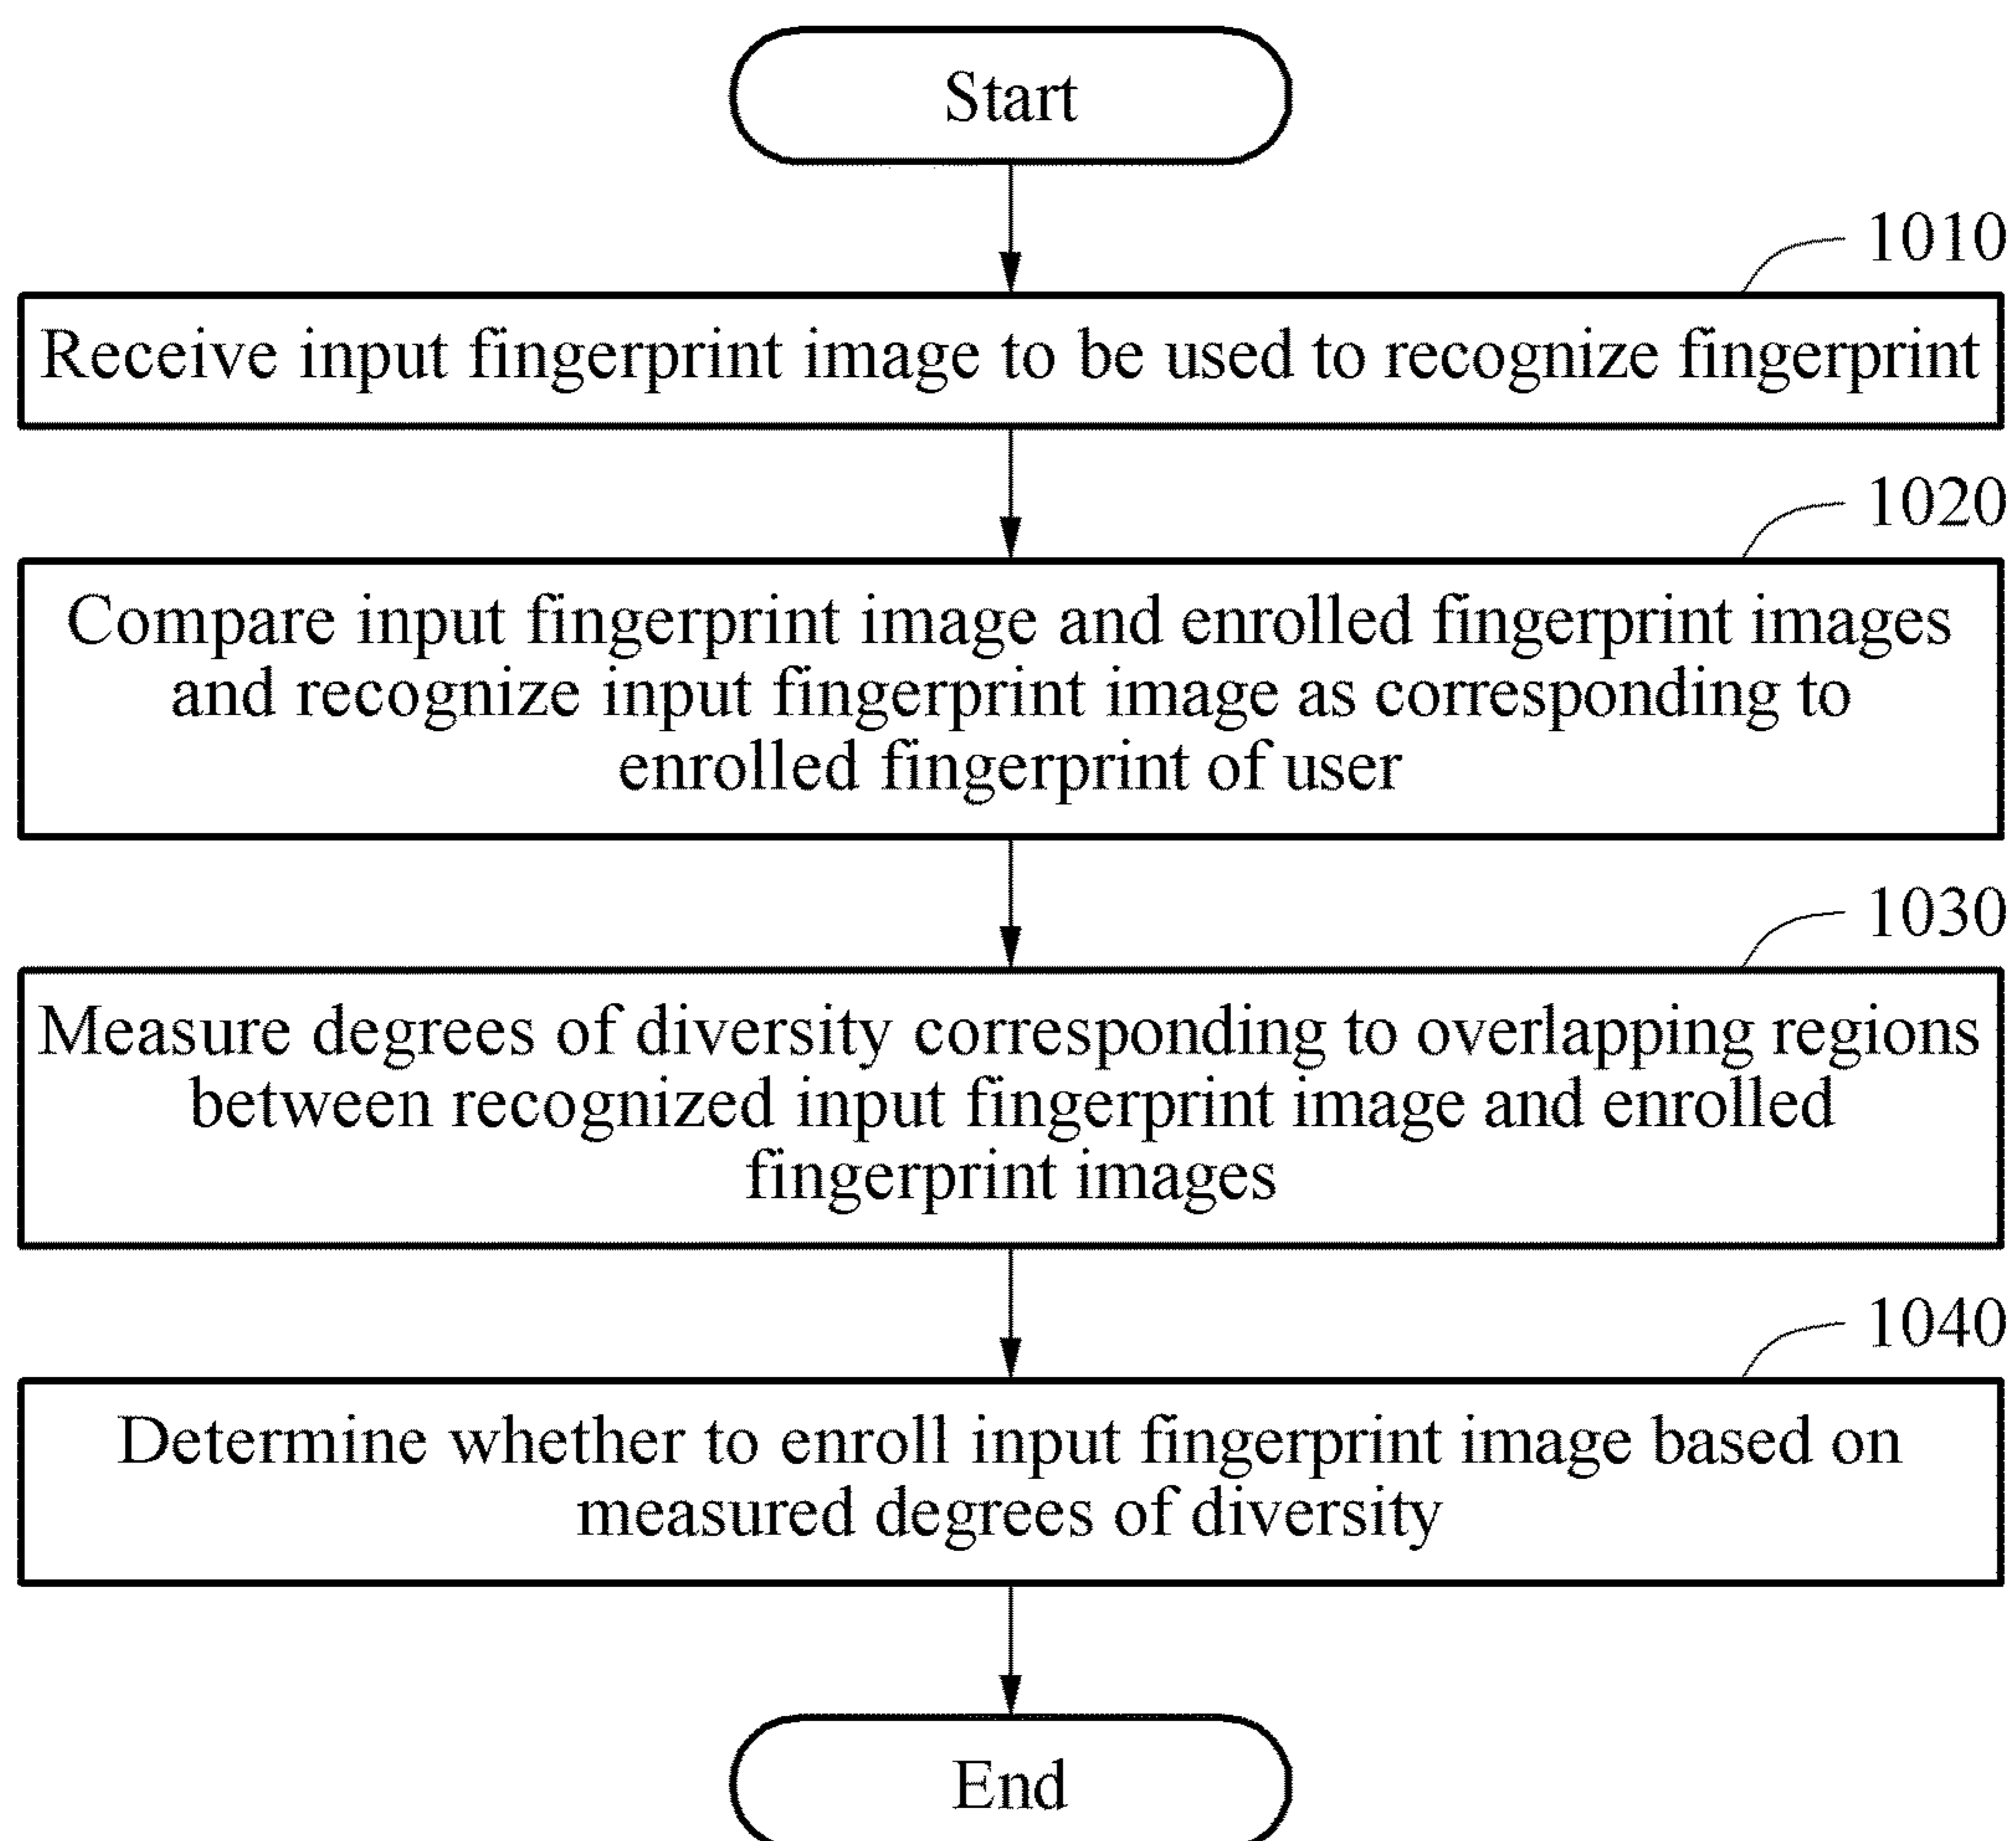 Start
1010
Receive input fingerprint image to be used to recognize fingerprint
1020
Compare input fingerprint image and enrolled fingerprint images
and recognize input fingerprint image as corresponding to
enrolled fingerprint of user
1030
Measure degrees of diversity corresponding to overlapping regions
between recognized input fingerprint image and enrolled
fingerprint images
1040
Determine whether to enroll input fingerprint image based on
measured degrees of diversity
End